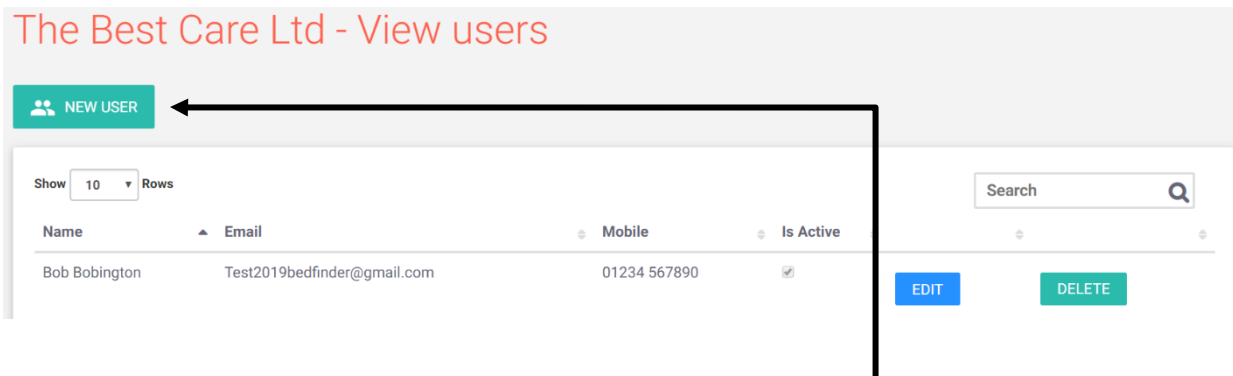 The Best Care Ltd - View users
NEW USER
Show 10 Rows
Search
Name Email Mobile Is Active
Bob Bobington Test2019bedfinder@gmail.com 01234 567890
EDIT DELETE